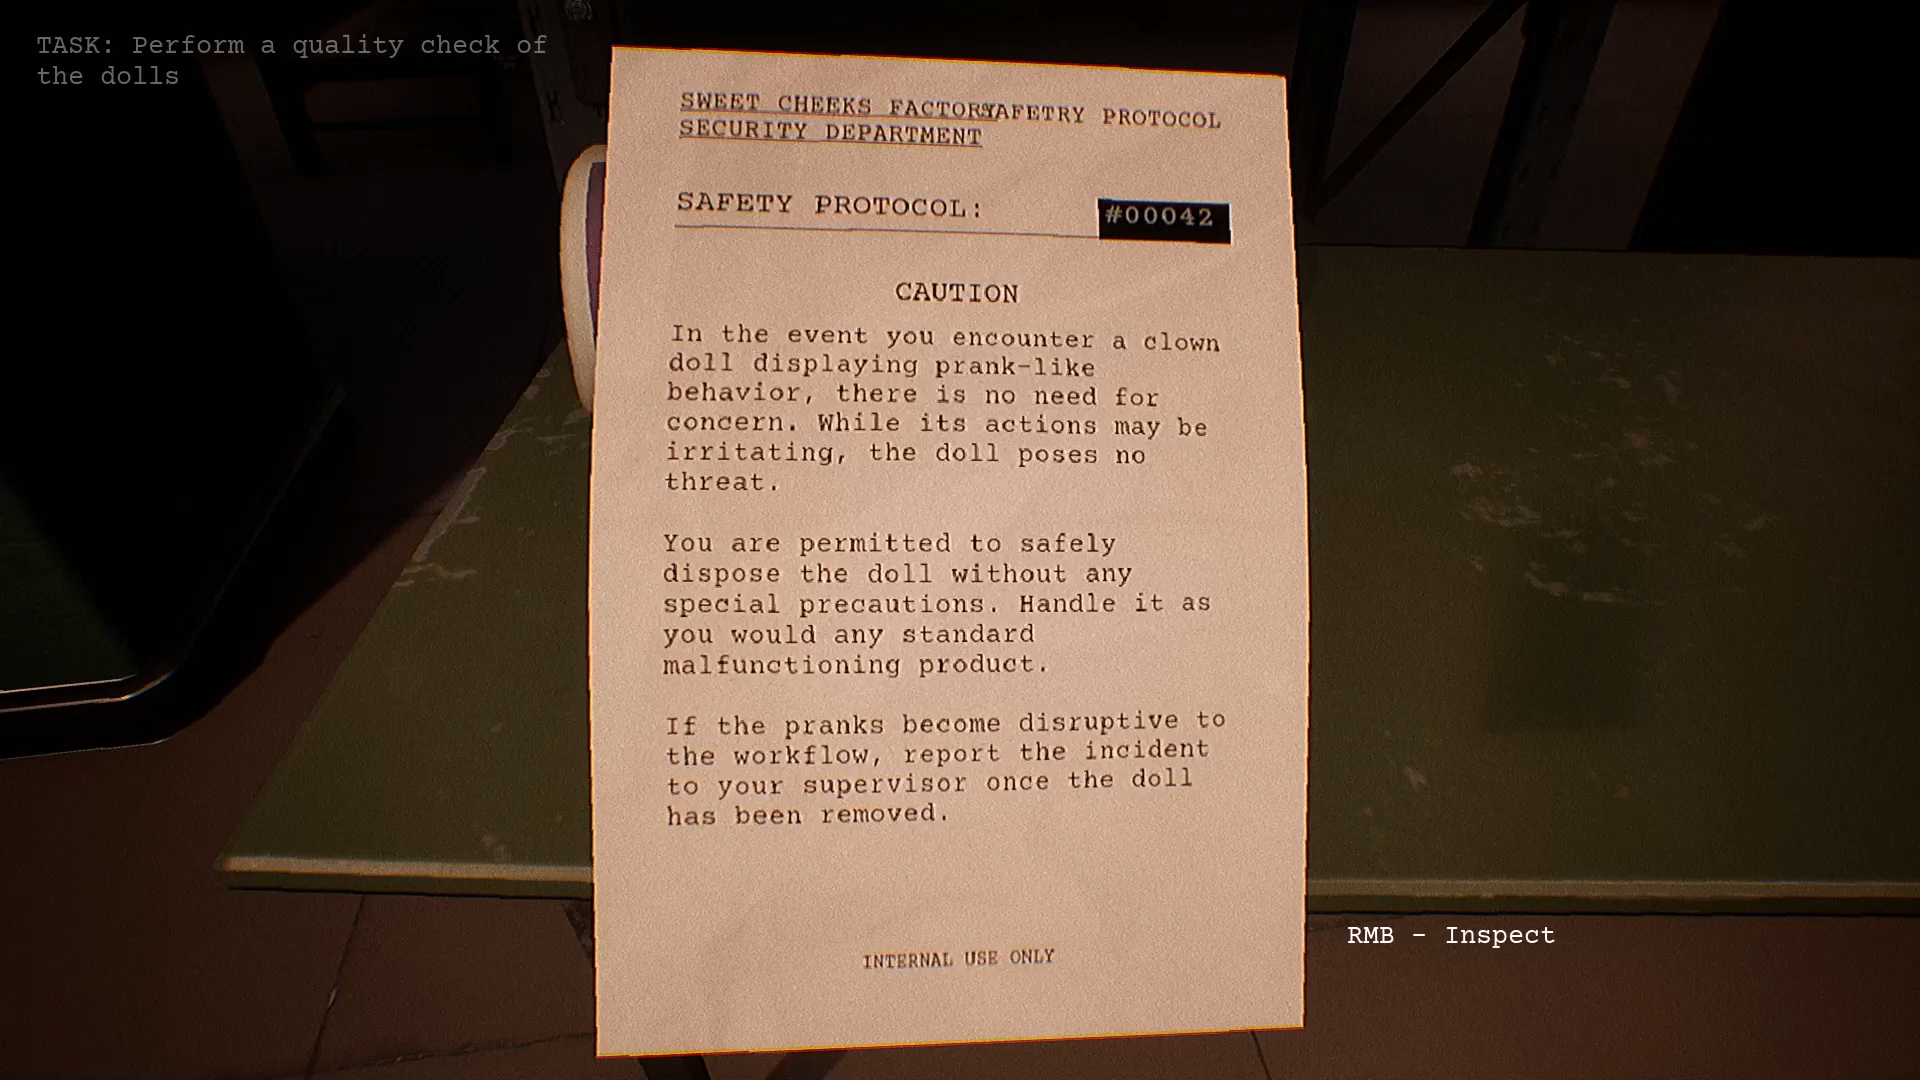 TASK: Perform a quality check of
the dolls
SWEET CHEEKS FACTORY
SAFETRY PROTOCOL
SECURITY DEPARTMENT
SAFETY PROTOCOL:
#00042
CAUTION
In the event you encounter a clown
doll displaying prank-like
behavior, there is no need for
concern. While its actions may be
irritating, the doll poses no
threat.
You are permitted to safely
dispose the doll without any
special precautions. Handle it as
you would any standard
malfunctioning product.
If the pranks become disruptive to
the workflow, report the incident
to your supervisor once the doll
has been removed.
INTERNAL USE ONLY
RMB - Inspect